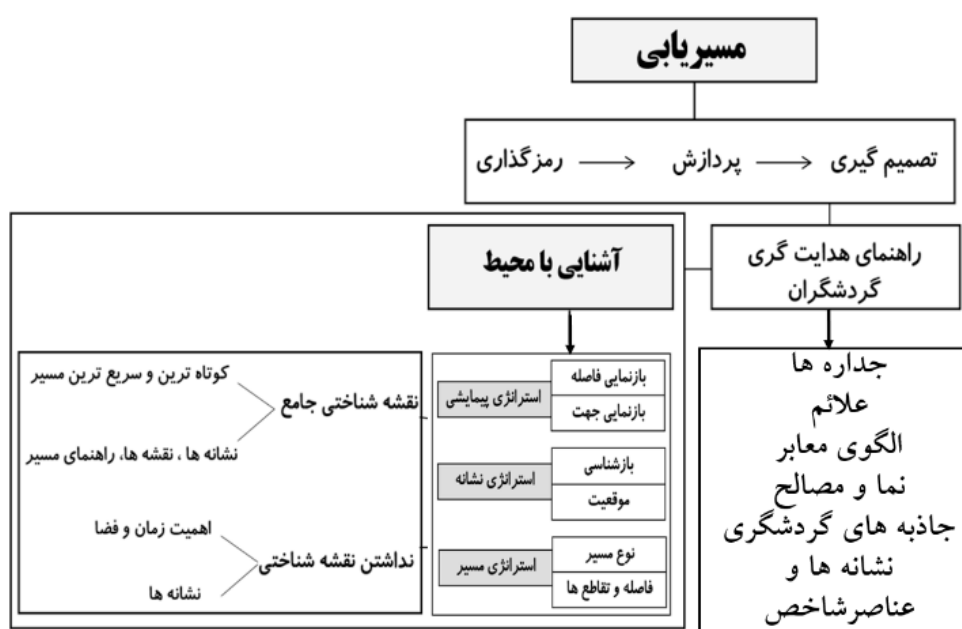 مسیریابی
تصمیم گیری → پردازش → رمزگذاری
راهنمای هدایت گری
گردشگران
جداره ها
علائم
الگوی معابر
نما و مصالح
جاذبه های گردشگری
نشانه ها و
عناصرشاخص
آشنایی با محیط
بازنمایی فاصله
استراتژی پیمایشی
بازنمایی جهت
بازشناسی
استراتژی نشانه
موقعیت
نوع مسیر
استراتژی مسیر
فاصله و تقاطع ها
نقشه شناختی جامع
کوتاه ترین و سریع ترین مسیر
نشانه ها ، نقشه ها، راهنمای مسیر
نداشتن نقشه شناختی
اهمیت زمان و فضا
نشانه ها